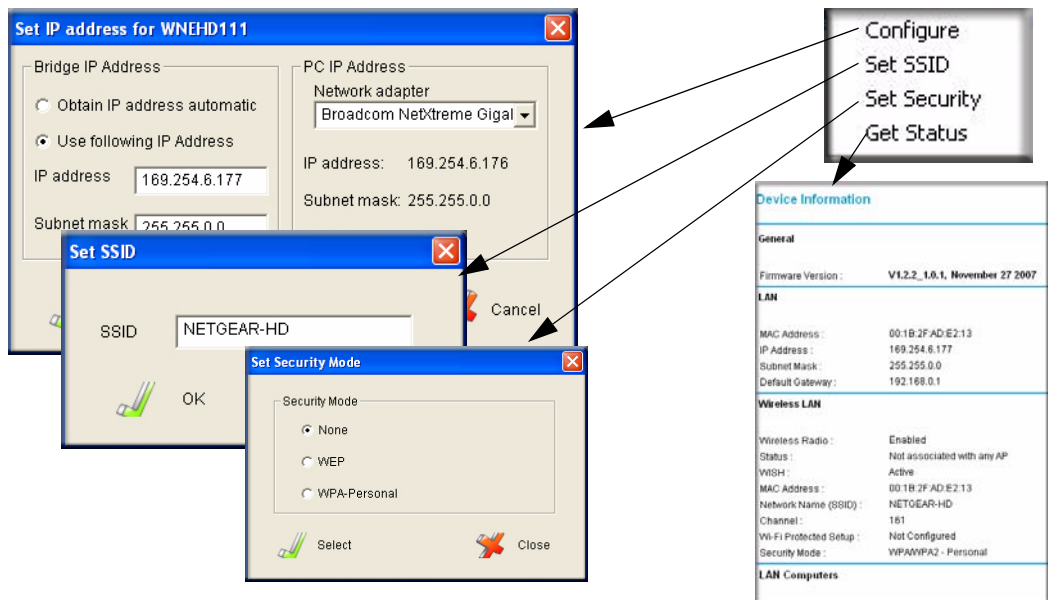 Set IP address for WNEHD111
Bridge IP Address
Obtain IP address automatic
Use following IP Address
IP address 169.254.6.177
Subnet mask 255.255.0.0
PC IP Address
Network adapter
Broadcom NetXtreme Gigal
IP address: 169.254.6.176
Subnet mask: 255.255.0.0
Cancel
Set SSID
SSID NETGEAR-HD
OK
Set Security Mode
Security Mode
None
WEP
WPA-Personal
Select Close
Configure
Set SSID
Set Security
Get Status
Device Information
General
Firmware Version : V1.2.2_1.0.1, November 27 2007
LAN
MAC Address : 00:1B:2F:AD:E2:13
IP Address : 169.254.6.177
Subnet Mask : 255.255.0.0
Default Gateway : 192.168.0.1
Wireless LAN
Wireless Radio : Enabled
Status : Not associated with any AP
WISH : Active
MAC Address : 00:1B:2F:AD:E2:13
Network Name (SSID) : NETGEAR-HD
Channel : 161
Wi-Fi Protected Setup : Not Configured
Security Mode : WPA/WPA2 - Personal
LAN Computers